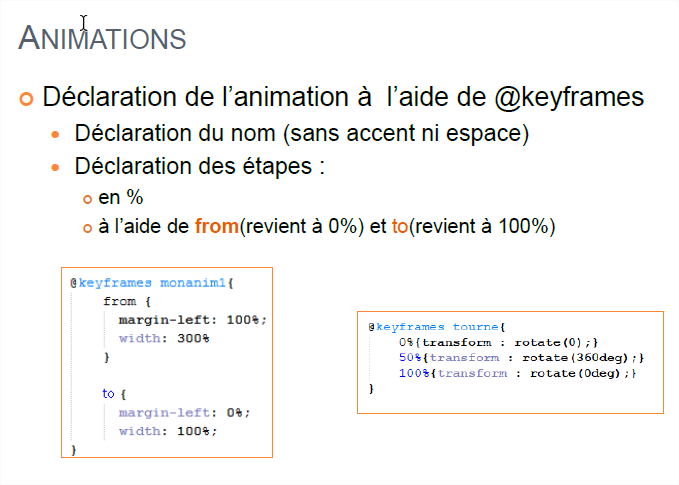 ANIMATIONS
Déclaration de l'animation à l'aide de @keyframes
Déclaration du nom (sans accent ni espace)
Déclaration des étapes :
en %
à l'aide de from(revient à 0%) et to(revient à 100%)
@keyframes monanim1{
from {
margin-left: 100%;
width: 300%
}
to {
margin-left: 0%;
width: 100%;
}
@keyframes tourne{
0%{transform : rotate(0);}
50%{transform : rotate(360deg);}
100%{transform : rotate(0deg);}
}